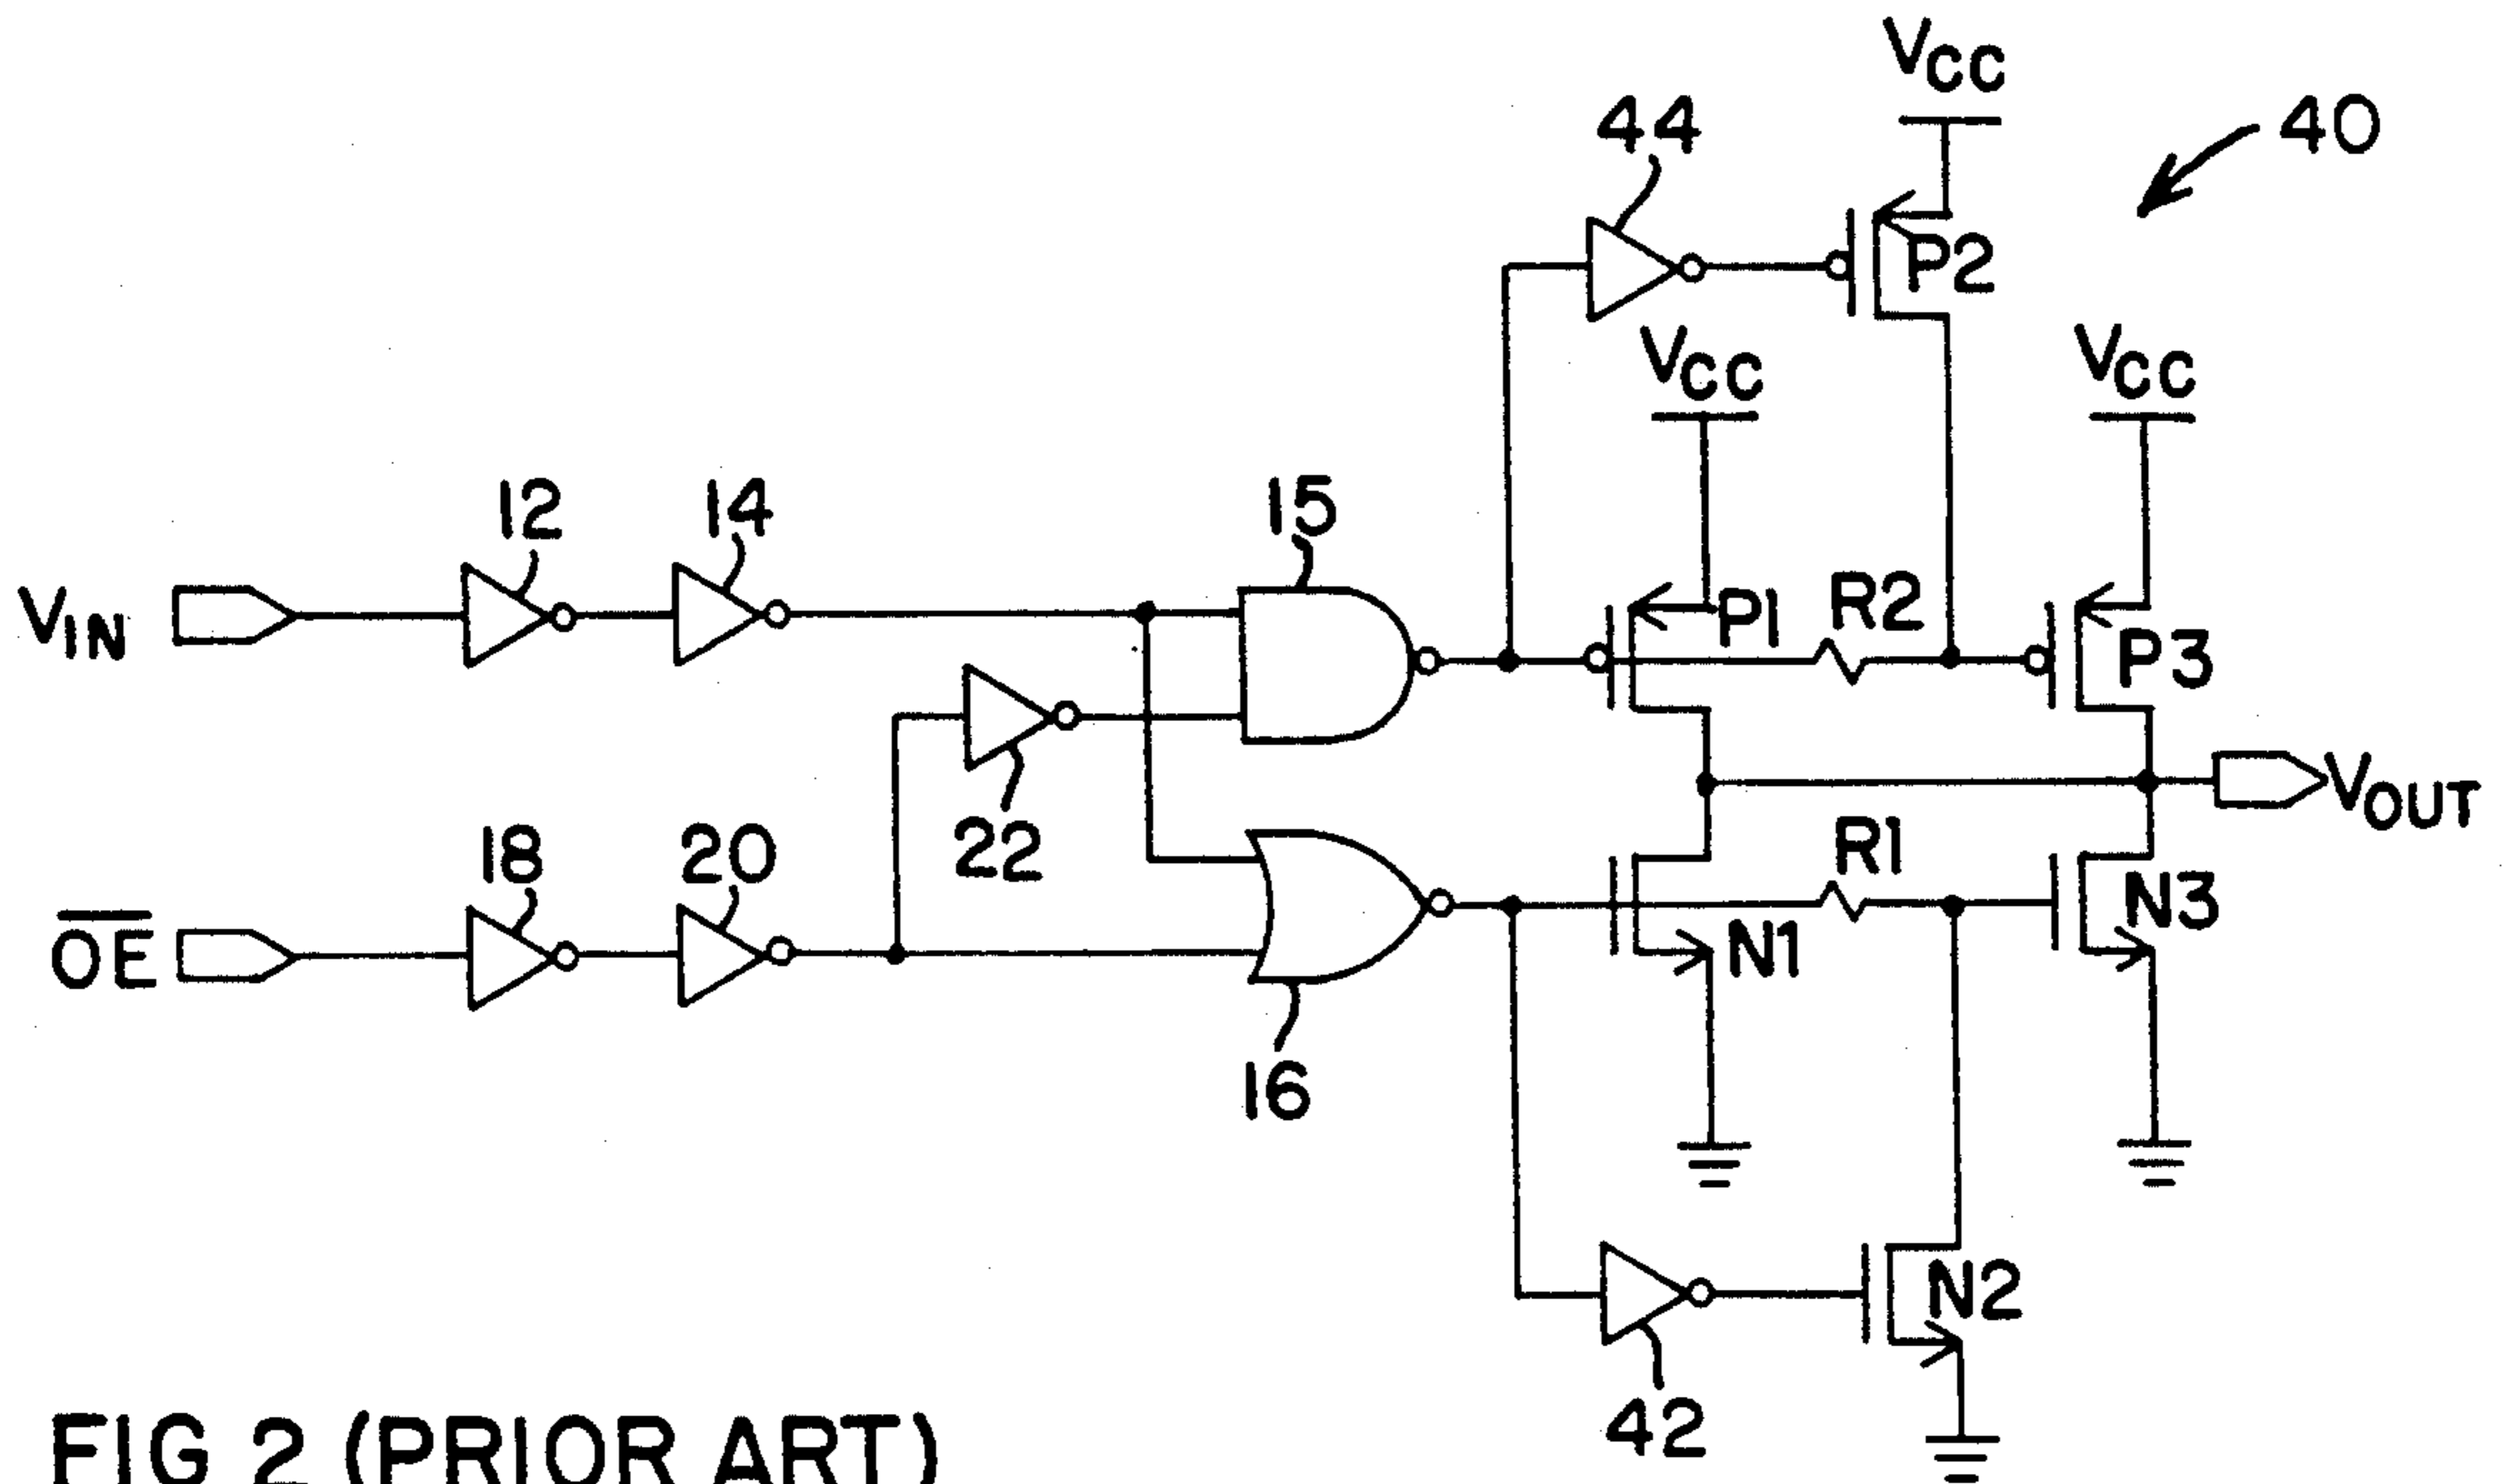 VCC
44
40
P2
VCC
VCC
12
14
15
VIN
P1
R2
P3
22
VOUT
18
20
R1
OE
N1
N3
16
N2
42
FIG. 2 (PRIOR ART)